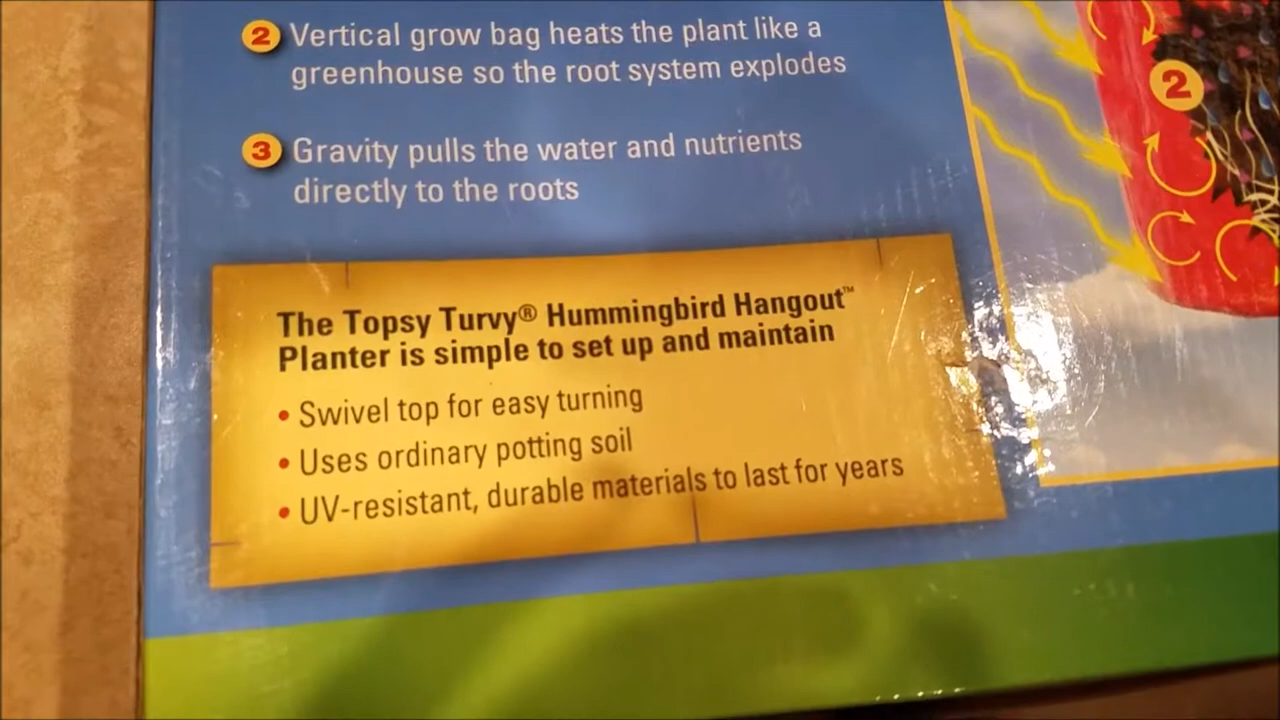 2 Vertical grow bag heats the plant like a
greenhouse so the root system explodes
3 Gravity pulls the water and nutrients
directly to the roots
2
The Topsy Turvy® Hummingbird Hangout™
Planter is simple to set up and maintain
• Swivel top for easy turning
• Uses ordinary potting soil
• UV-resistant, durable materials to last for years